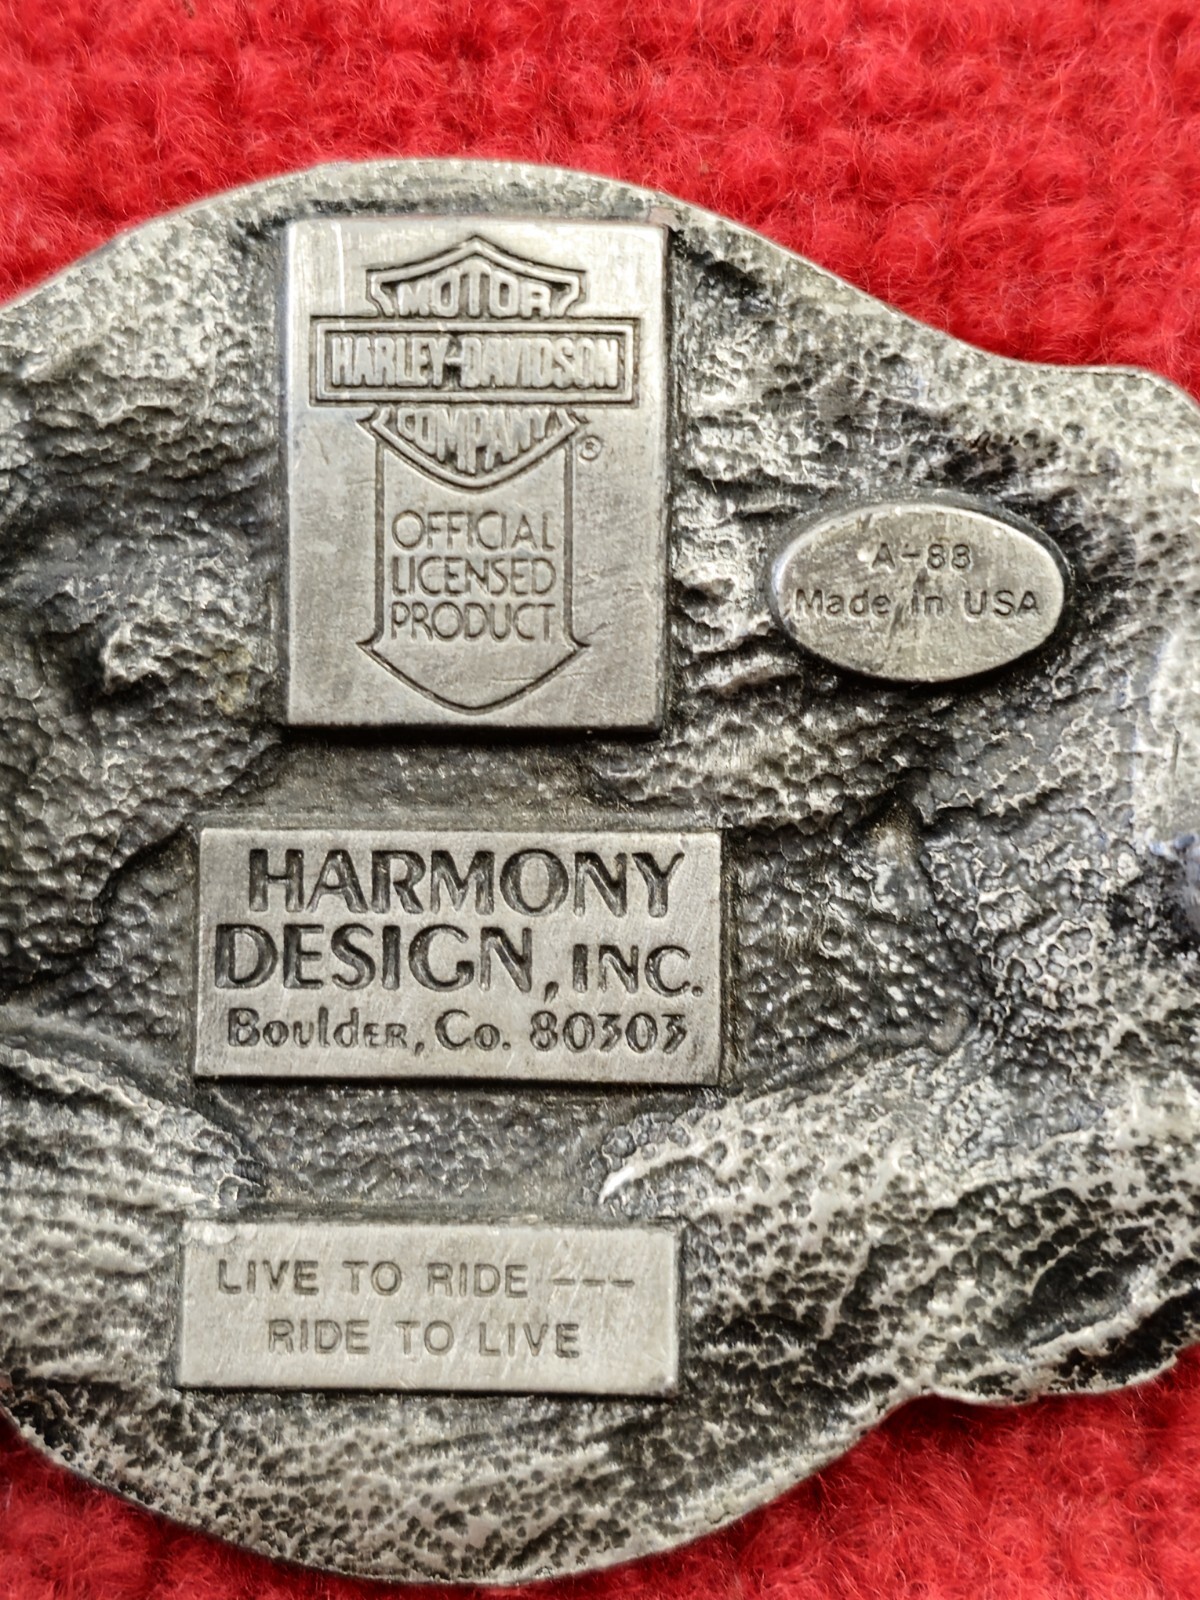 MOTOR
HARLEY-DAVIDSON
COMPANY
®
OFFICIAL
LICENSED
PRODUCT
A-88
Made in USA
HARMONY
DESIGN, INC.
Boulder, Co. 80303
LIVE TO RIDE ---
RIDE TO LIVE